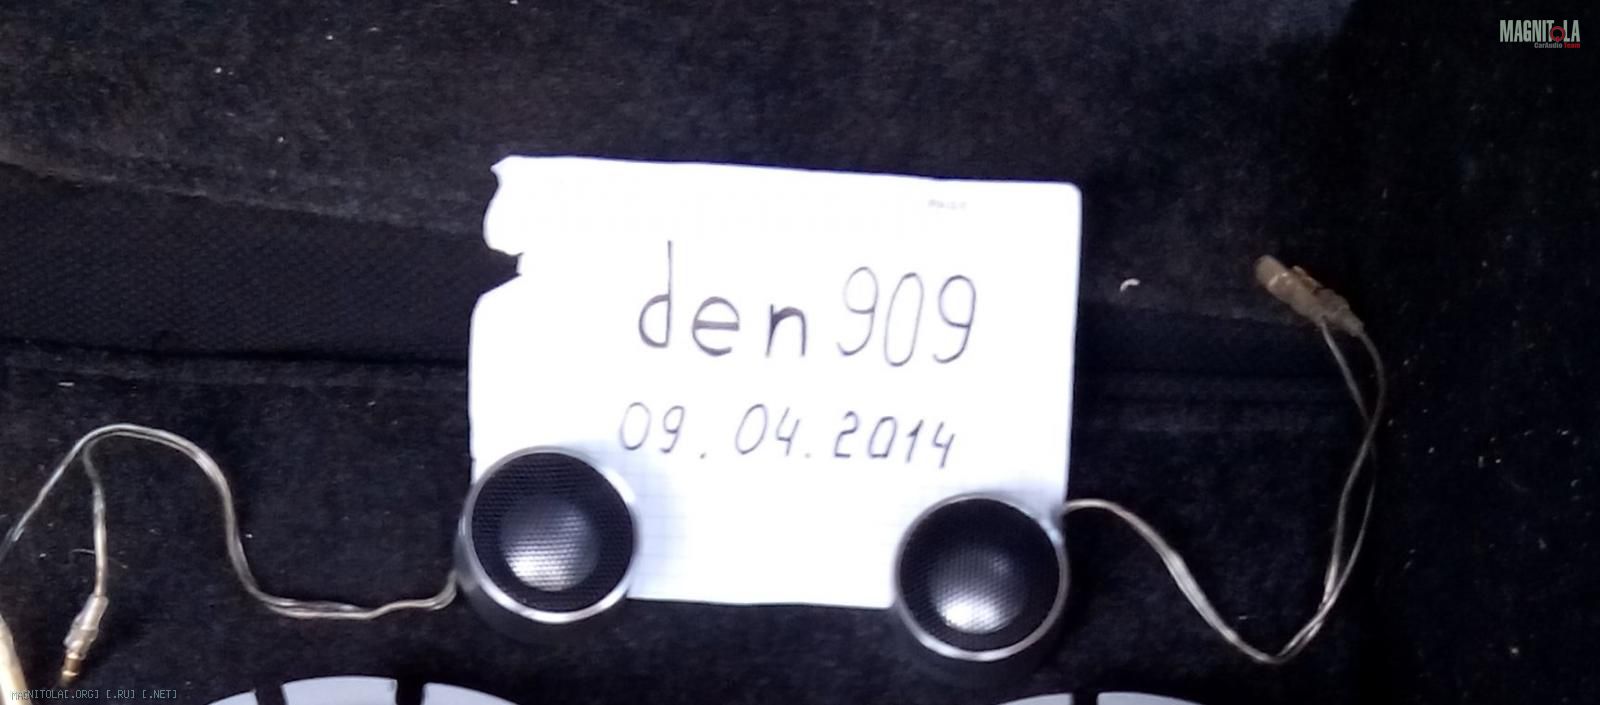 MAGNITOLA
CarAudio Team
den909
09.04.2014
MAGNITOLA[.ORG] [.RU] [.NET]